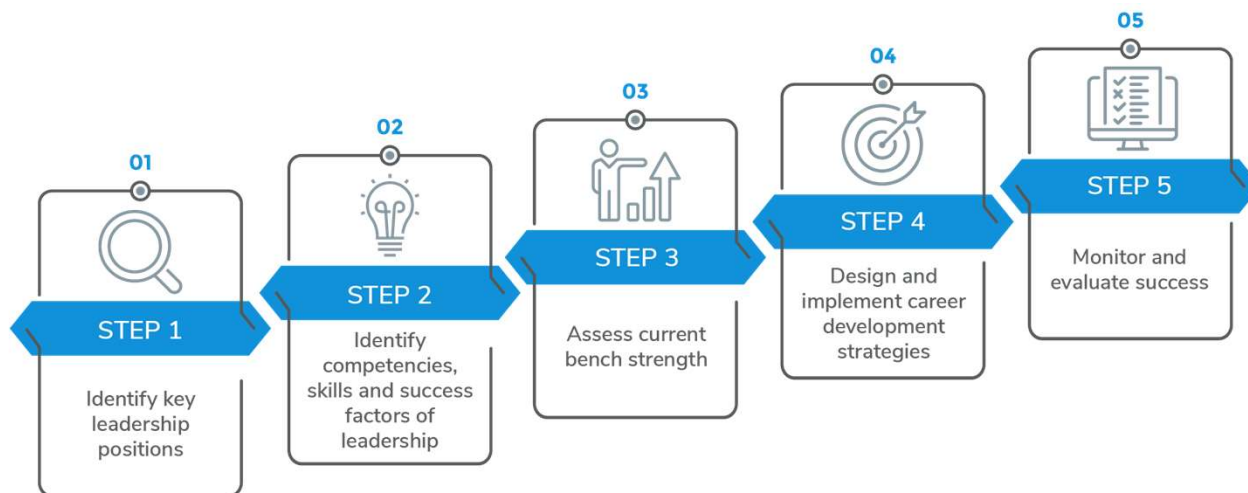 01
STEP 1
Identify key
leadership
positions
02
STEP 2
Identify
competencies,
skills and success
factors of
leadership
03
STEP 3
Assess current
bench strength
04
STEP 4
Design and
implement career
development
strategies
05
STEP 5
Monitor and
evaluate success